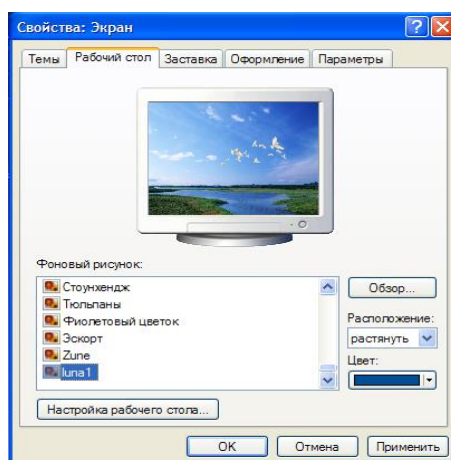 Свойства: Экран
Темы Рабочий стол Заставка Оформление Параметры
Фоновый рисунок:
Стоунхендж
Тюльпаны
Фиолетовый цветок
Эскорт
Zune
luna1
Обзор...
Расположение:
растянуть
Цвет:
Настройка рабочего стола...
OK Отмена Применить